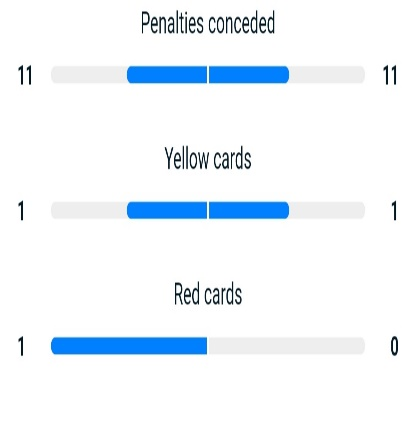 Penalties conceded
11 11
Yellow cards
1 1
Red cards
1 0